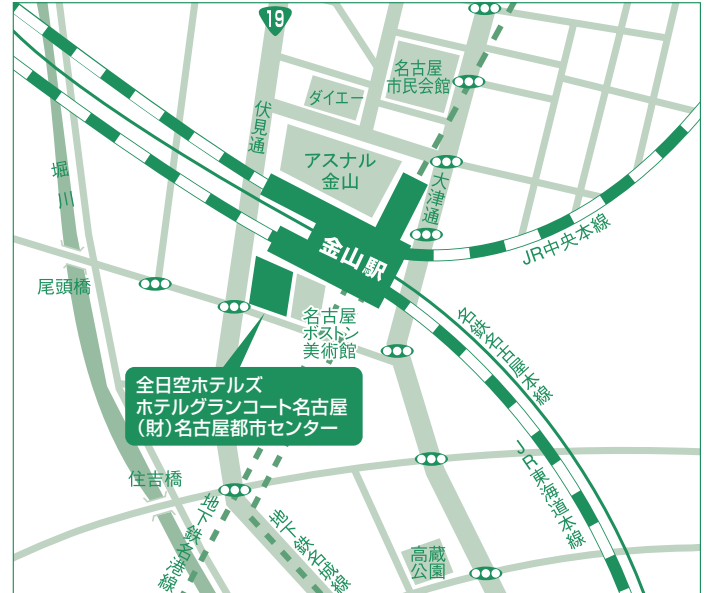 19
名古屋
市民会館
ダイエー
伏見通
アスナル
金山
大津通
堀川
金山駅
JR中央本線
尾頭橋
名古屋
ボストン
美術館
名鉄名古屋本線
全日空ホテルズ
ホテルグランコート名古屋
(財)名古屋都市センター
JR東海道本線
住吉橋
地下鉄名港線
地下鉄名城線
高蔵
公園